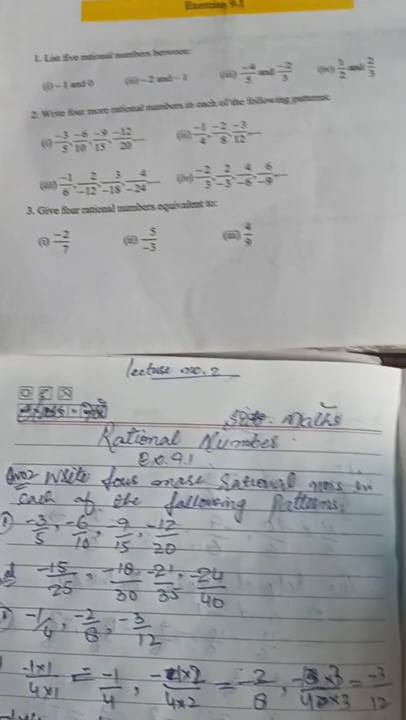 Exercise 9.1
1. List five rational numbers between:
(i) –1 and 0 (ii) –2 and –1 (iii) -4/5 and -2/3 (iv) 1/2 and 2/3
2. Write four more rational numbers in each of the following patterns:
(i) -3/5, -6/10, -9/15, -12/20, ... (ii) -1/4, -2/8, -3/12, ...
(iii) -1/6, 2/-12, 3/-18, 4/-24, ... (iv) -2/3, 2/-3, 4/-6, 6/-9, ...
3. Give four rational numbers equivalent to:
(i) -2/7 (ii) 5/-3 (iii) 4/9
lecture no. 2
Maths
Rational Number.
Ex. 9.1
Write four more Rational nos in
each of the following Patterns.
-3/5, -6/10, -9/15, -12/20
-15/25, -18/30, -21/35, -24/40
-1/4, -2/8, -3/12
-1×1/4×1 = -1/4, -1×2/4×2 = -2/8, ×3/×3 = -3/12